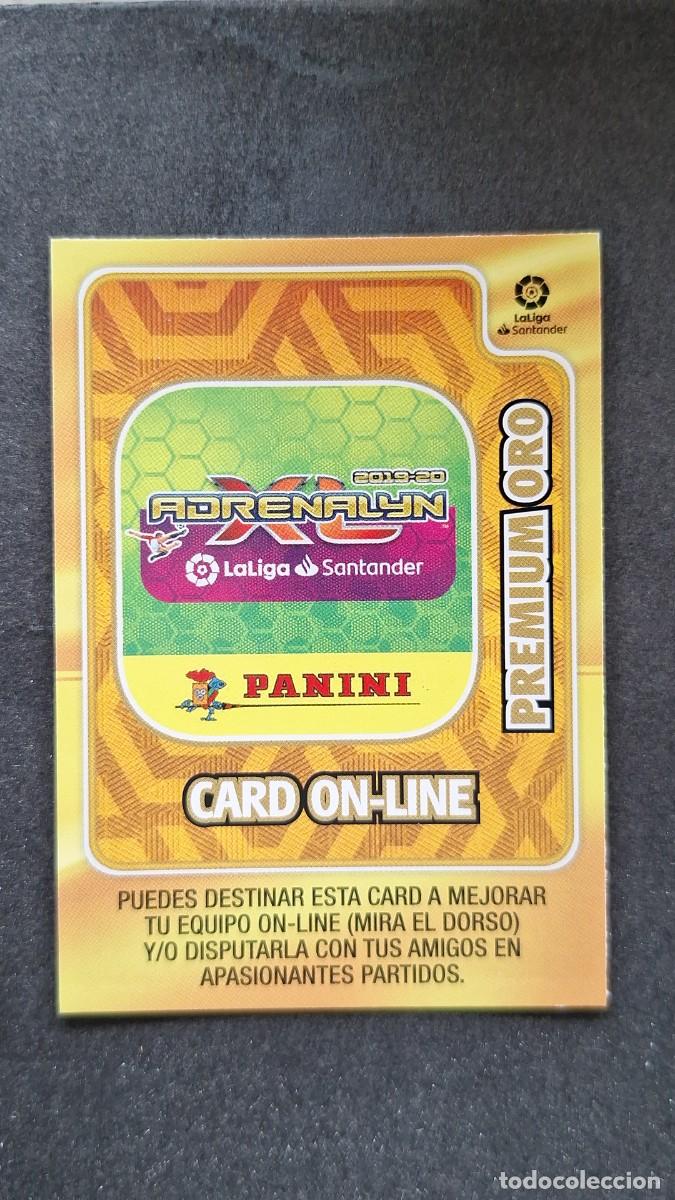 LaLiga
Santander
2019-20
ADRENALYN XL
TM
LaLiga Santander
PANINI
PREMIUM ORO
CARD ON-LINE
PUEDES DESTINAR ESTA CARD A MEJORAR
TU EQUIPO ON-LINE (MIRA EL DORSO)
Y/O DISPUTARLA CON TUS AMIGOS EN
APASIONANTES PARTIDOS.
todocoleccion